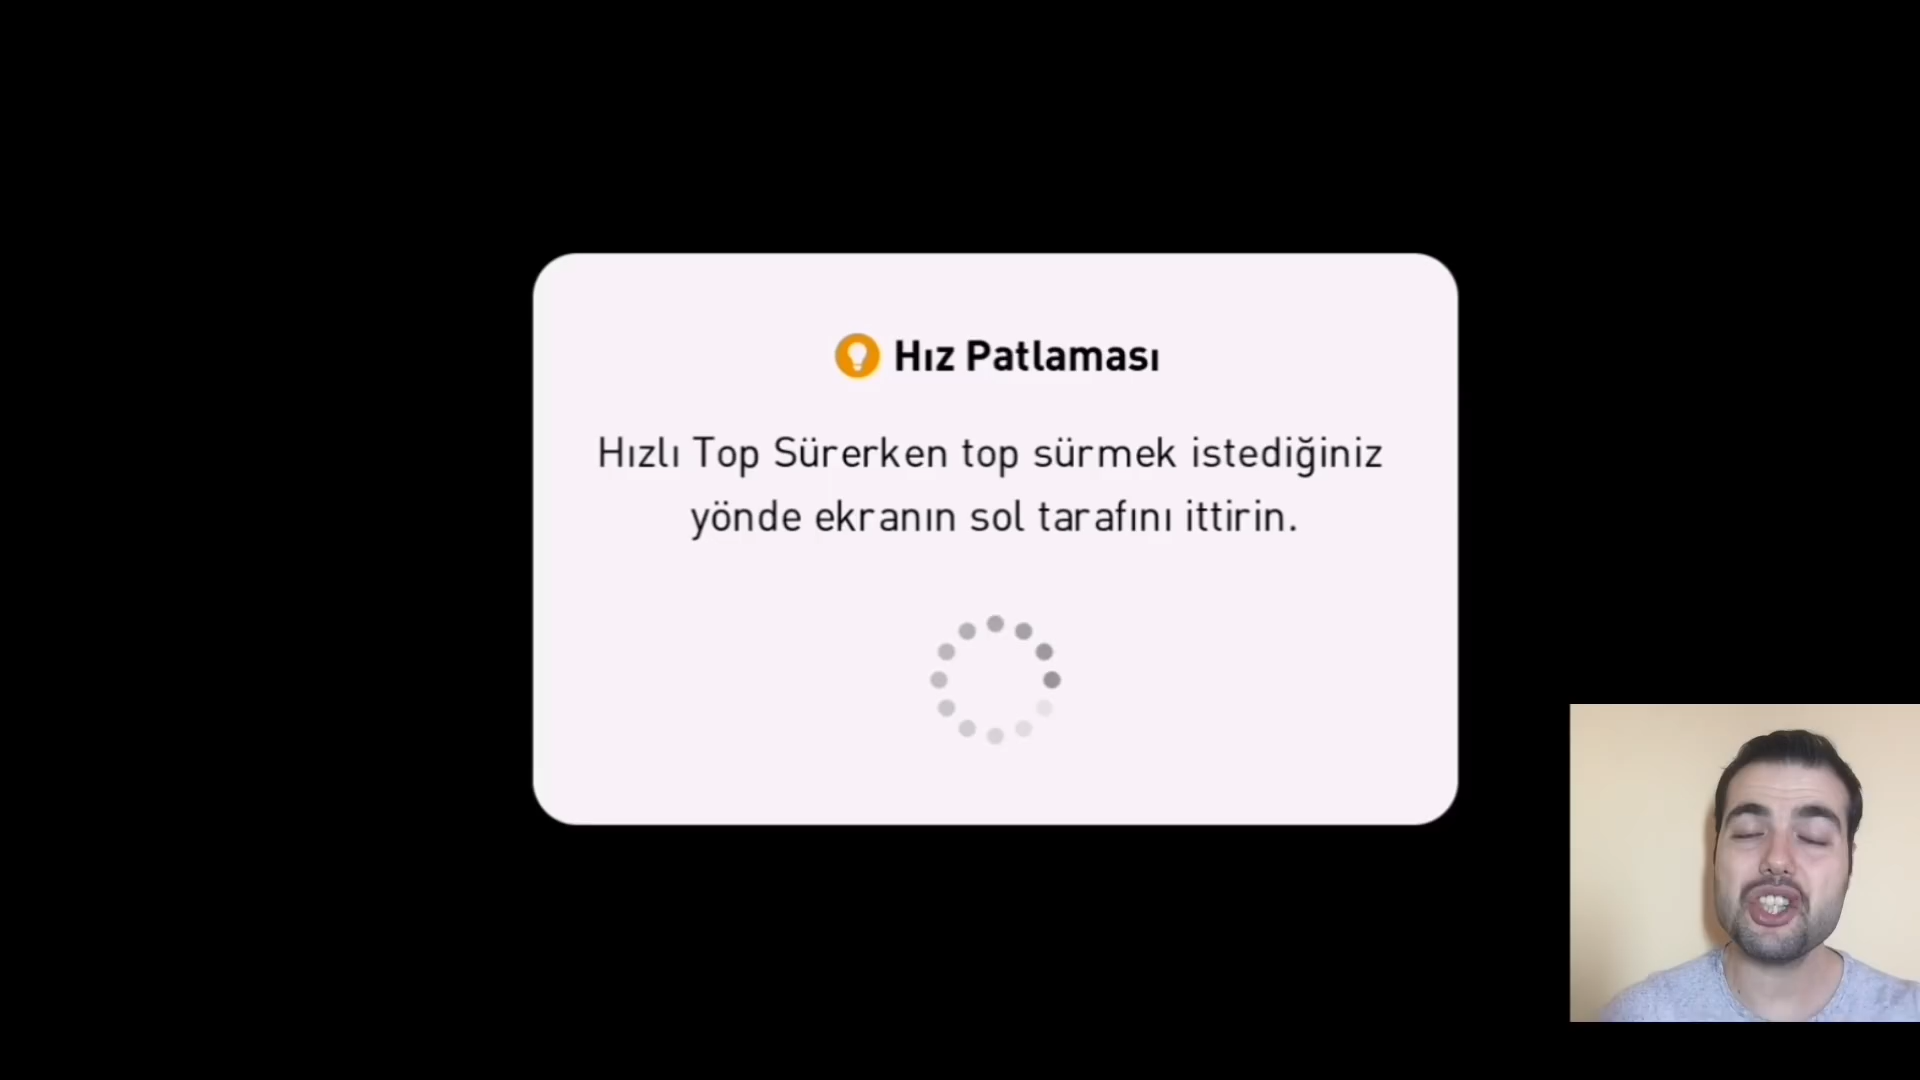 Hız Patlaması
Hızlı Top Sürerken top sürmek istediğiniz
yönde ekranın sol tarafını ittirin.